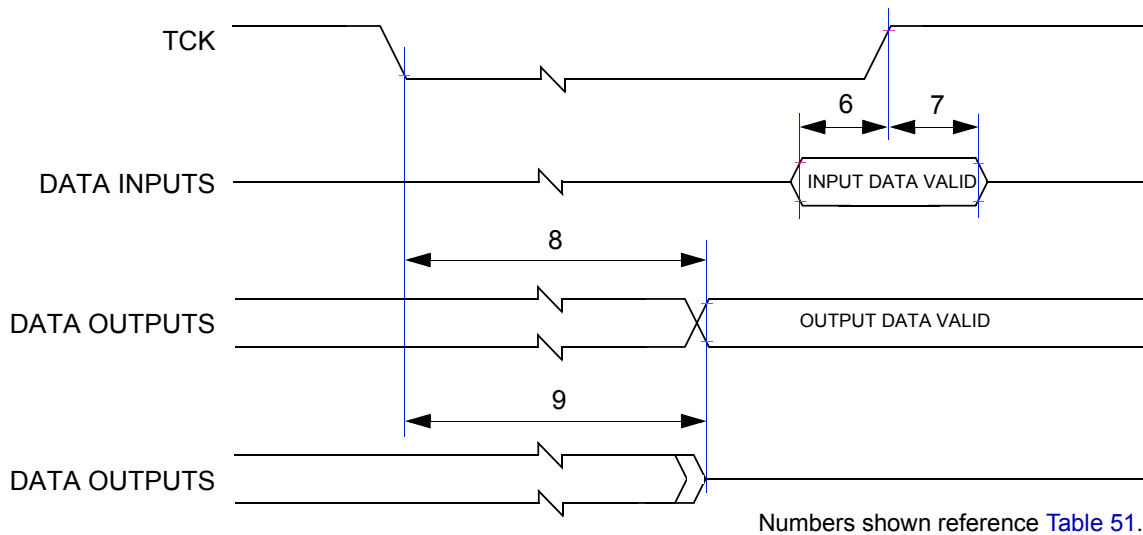 TCK
6
7
DATA INPUTS
INPUT DATA VALID
8
DATA OUTPUTS
OUTPUT DATA VALID
9
DATA OUTPUTS
Numbers shown reference Table 51.